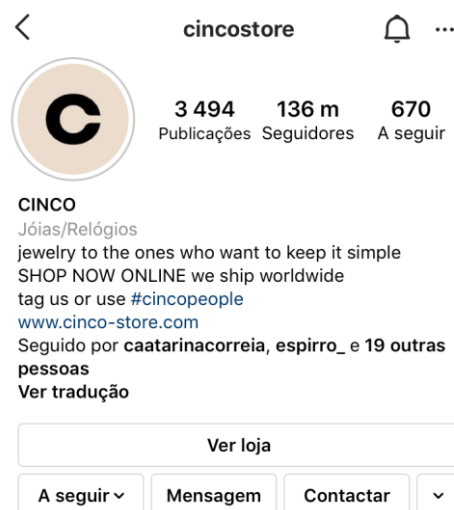 cincostore
C
3 494 136 m 670
Publicações Seguidores A seguir
CINCO
Jóias/Relógios
jewelry to the ones who want to keep it simple
SHOP NOW ONLINE we ship worldwide
tag us or use #cincopeople
www.cinco-store.com
Seguido por caatarinacorreia, espirro_ e 19 outras
pessoas
Ver tradução
Ver loja
A seguir Mensagem Contactar